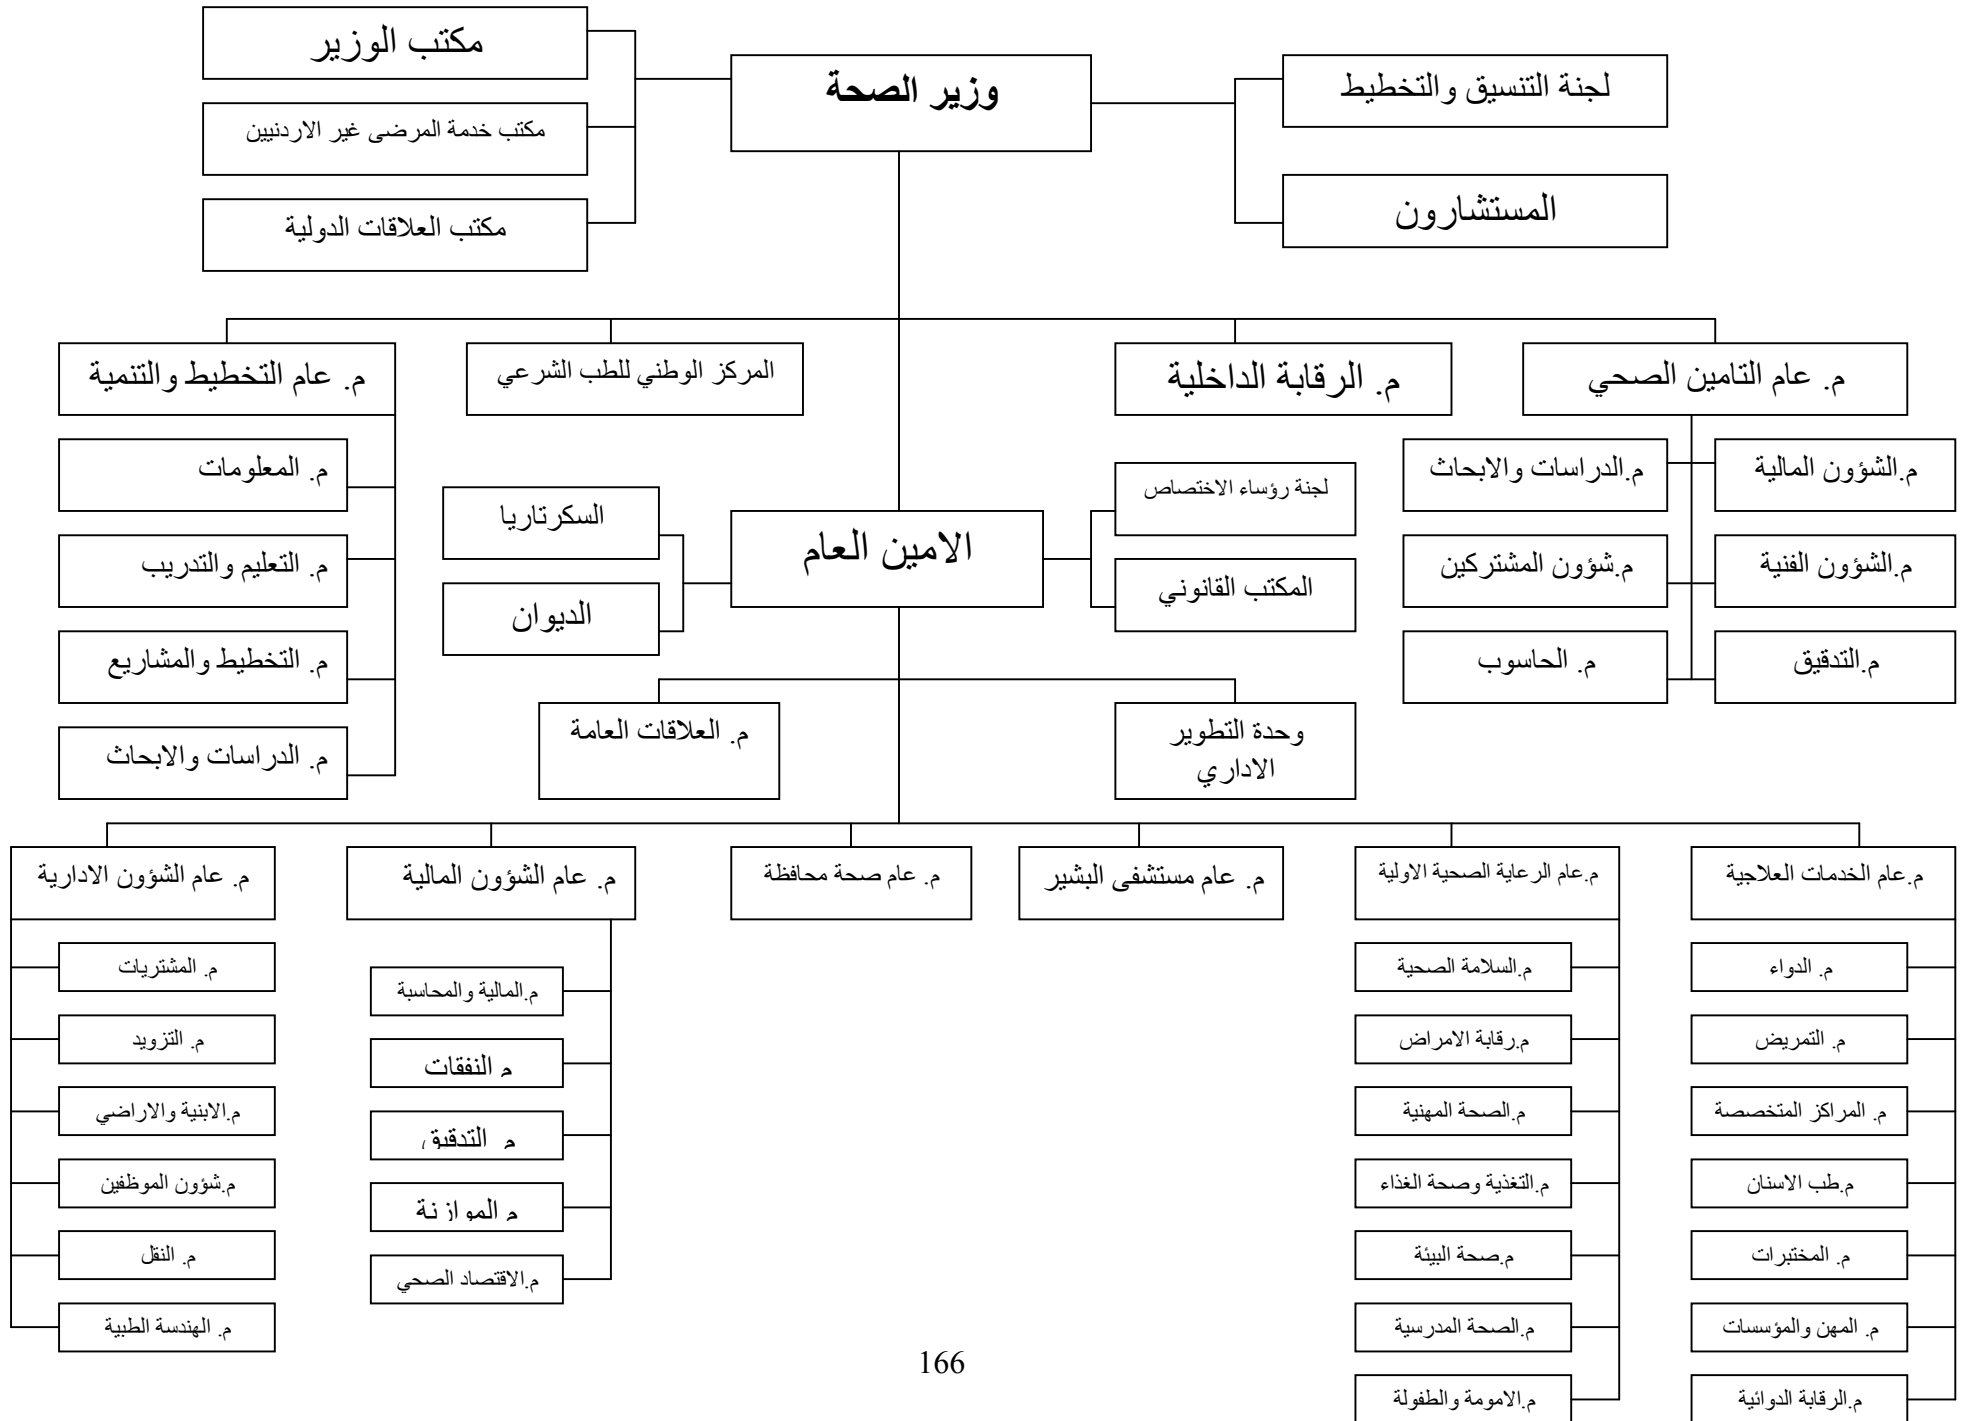 مكتب الوزير
وزير الصحة
لجنة التنسيق والتخطيط
مكتب خدمة المرضى غير الاردنيين
المستشارون
مكتب العلاقات الدولية
م. عام التامين الصحي
م. الرقابة الداخلية
المركز الوطني للطب الشرعي
م. عام التخطيط والتنمية
م.الشؤون المالية
م.الدراسات والابحاث
م.الشؤون الفنية
م.شؤون المشتركين
م.التدقيق
م. الحاسوب
م. المعلومات
م. التعليم والتدريب
م. التخطيط والمشاريع
م. الدراسات والابحاث
لجنة رؤساء الاختصاص
المكتب القانوني
الامين العام
السكرتاريا
الديوان
وحدة التطوير
الاداري
م. العلاقات العامة
م.عام الخدمات العلاجية
م.عام الرعاية الصحية الاولية
م. عام مستشفى البشير
م. عام صحة محافظة
م. عام الشؤون المالية
م. عام الشؤون الادارية
م. الدواء
م. التمريض
م. المراكز المتخصصة
م.طب الاسنان
م. المختبرات
م. المهن والمؤسسات
م.الرقابة الدوائية
م.السلامة الصحية
م.رقابة الامراض
م.الصحة المهنية
م.التغذية وصحة الغذاء
م.صحة البيئة
م.الصحة المدرسية
م.الامومة والطفولة
م.المالية والمحاسبة
م النفقات
م التدقيق
م الموازنة
م.الاقتصاد الصحي
م. المشتريات
م. التزويد
م.الابنية والاراضي
م.شؤون الموظفين
م. النقل
م. الهندسة الطبية
166